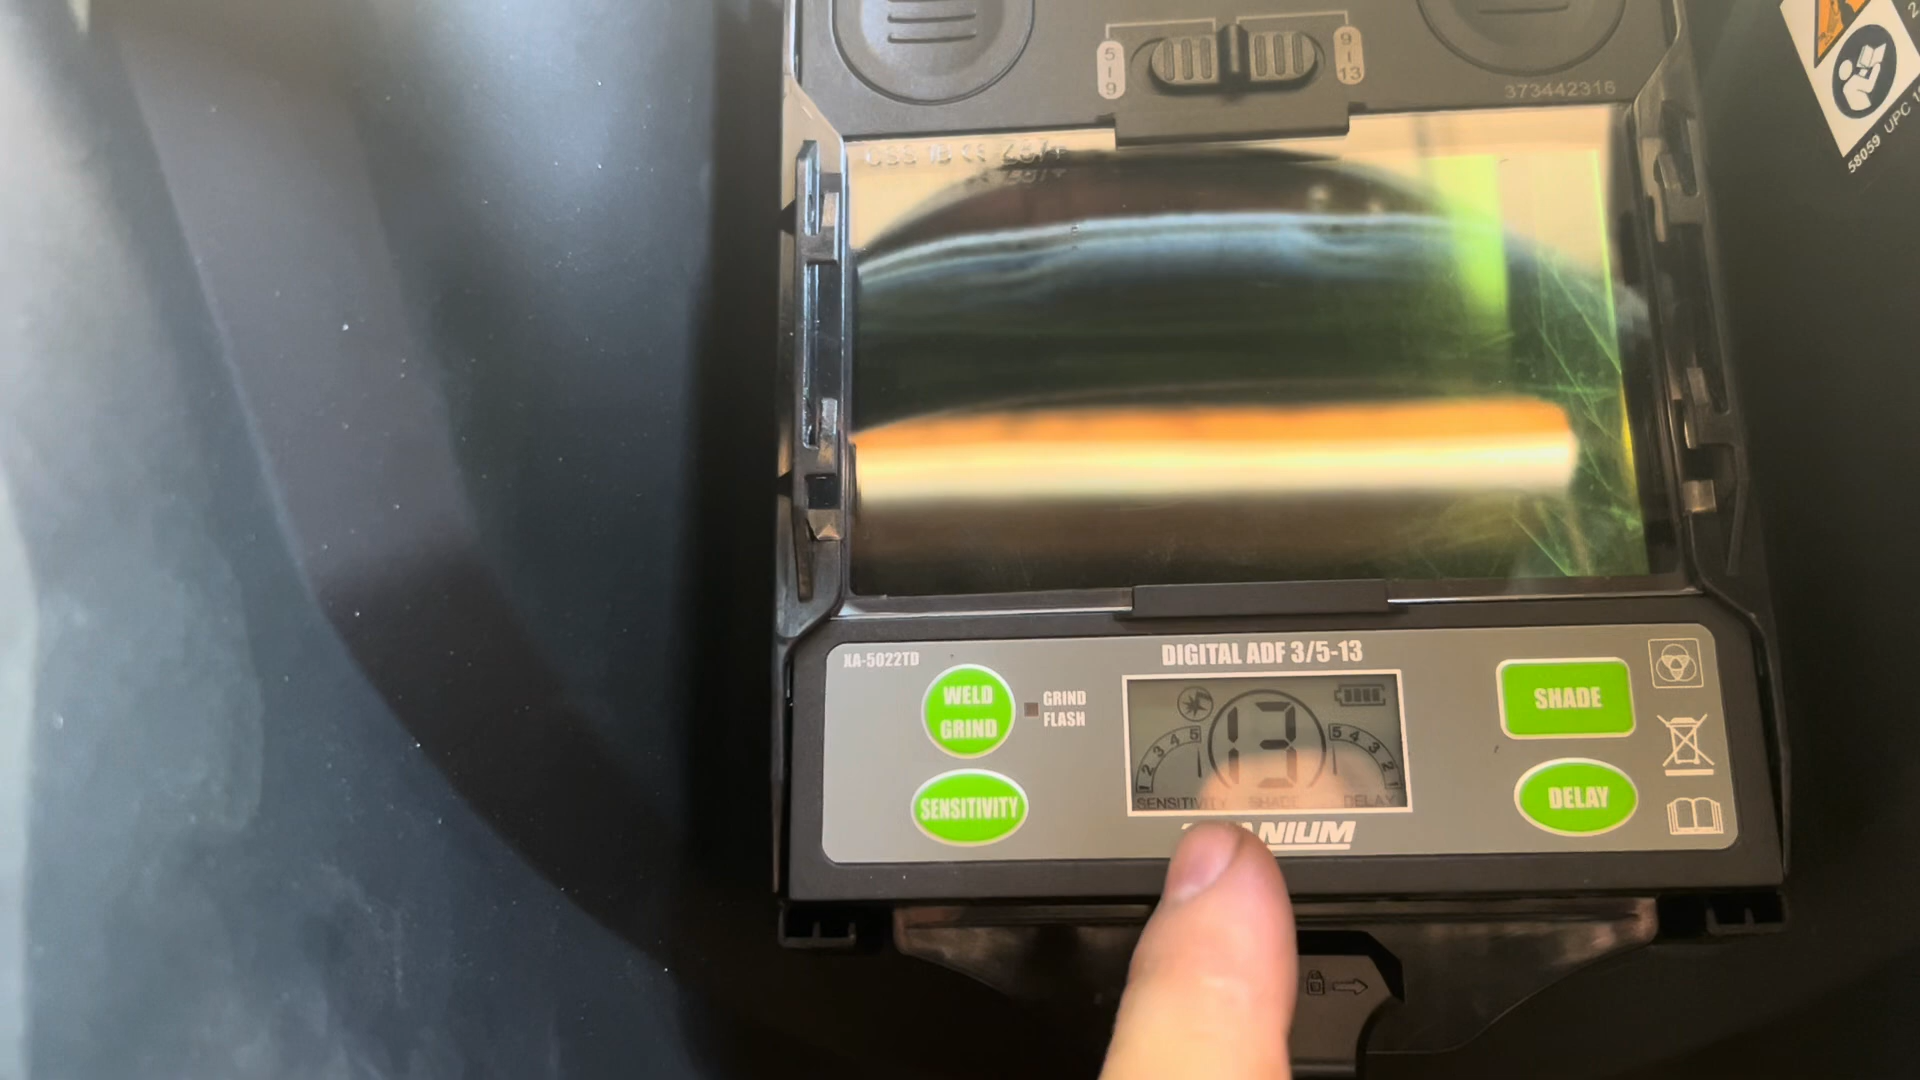 5-9
9-13
373442316
58059 UPC
XA-5022TD
DIGITAL ADF 3/5-13
WELD
GRIND
GRIND
FLASH
SHADE
13
1 2 3 4 5
5 4 3 2 1
SENSITIVITY
SHADE
DELAY
SENSITIVITY
DELAY